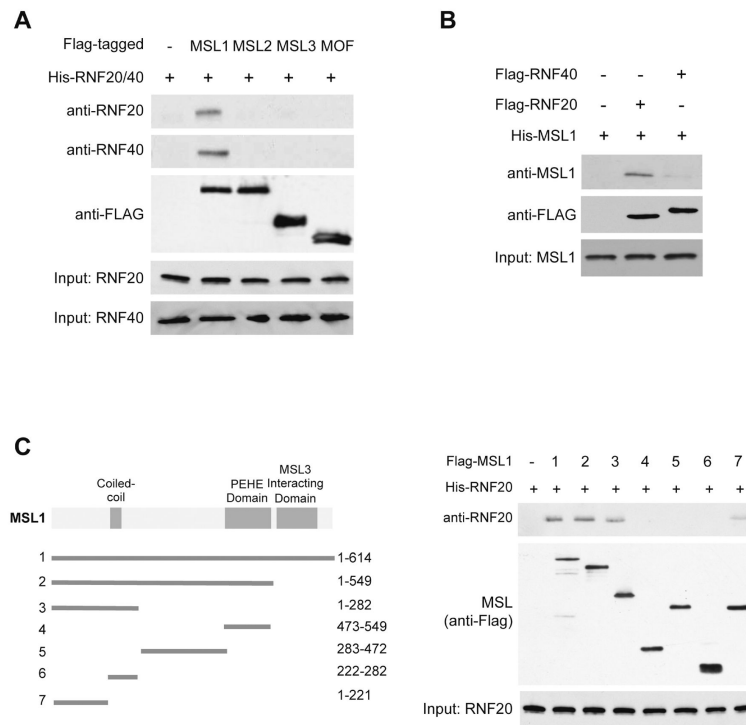 A
Flag-tagged - MSL1 MSL2 MSL3 MOF
His-RNF20/40 + + + + +
anti-RNF20
anti-RNF40
anti-FLAG
Input: RNF20
Input: RNF40
B
Flag-RNF40 - - +
Flag-RNF20 - + -
His-MSL1 + + +
anti-MSL1
anti-FLAG
Input: MSL1
C
Coiled-
coil
PEHE
Domain
MSL3
Interacting
Domain
MSL1
1 1-614
2 1-549
3 1-282
4 473-549
5 283-472
6 222-282
7 1-221
Flag-MSL1 - 1 2 3 4 5 6 7
His-RNF20 + + + + + + + +
anti-RNF20
MSL
(anti-Flag)
Input: RNF20